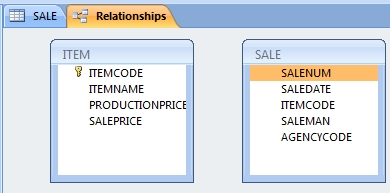 SALE Relationships
ITEM
ITEMCODE
ITEMNAME
PRODUCTIONPRICE
SALEPRICE
SALE
SALENUM
SALEDATE
ITEMCODE
SALEMAN
AGENCYCODE